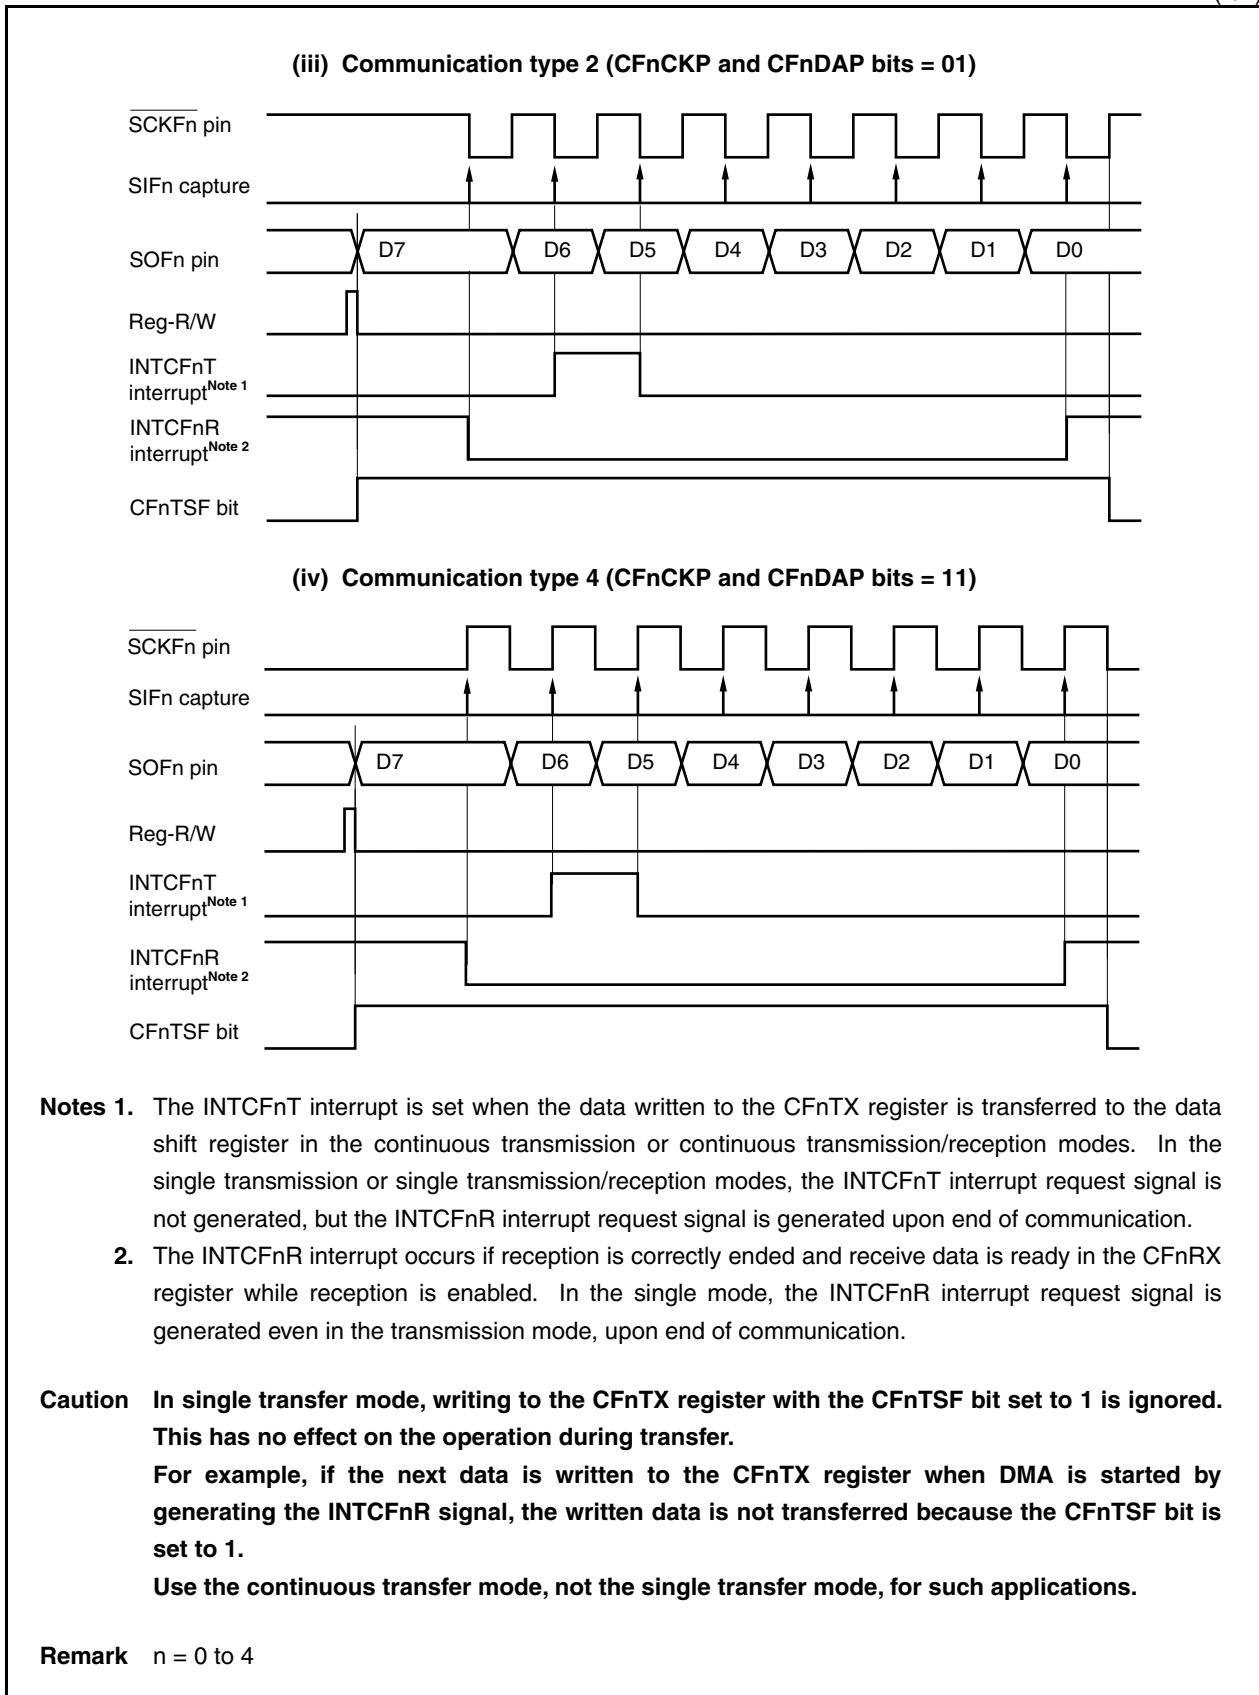 (iii) Communication type 2 (CFnCKP and CFnDAP bits = 01)
SCKFn pin
SIFn capture
SOFn pin
D7 D6 D5 D4 D3 D2 D1 D0
Reg-R/W
INTCFnT
interrupt Note 1
INTCFnR
interrupt Note 2
CFnTSF bit
(iv) Communication type 4 (CFnCKP and CFnDAP bits = 11)
SCKFn pin
SIFn capture
SOFn pin
D7 D6 D5 D4 D3 D2 D1 D0
Reg-R/W
INTCFnT
interrupt Note 1
INTCFnR
interrupt Note 2
CFnTSF bit
Notes 1. The INTCFnT interrupt is set when the data written to the CFnTX register is transferred to the data
shift register in the continuous transmission or continuous transmission/reception modes. In the
single transmission or single transmission/reception modes, the INTCFnT interrupt request signal is
not generated, but the INTCFnR interrupt request signal is generated upon end of communication.
2. The INTCFnR interrupt occurs if reception is correctly ended and receive data is ready in the CFnRX
register while reception is enabled. In the single mode, the INTCFnR interrupt request signal is
generated even in the transmission mode, upon end of communication.
Caution In single transfer mode, writing to the CFnTX register with the CFnTSF bit set to 1 is ignored.
This has no effect on the operation during transfer.
For example, if the next data is written to the CFnTX register when DMA is started by
generating the INTCFnR signal, the written data is not transferred because the CFnTSF bit is
set to 1.
Use the continuous transfer mode, not the single transfer mode, for such applications.
Remark n = 0 to 4